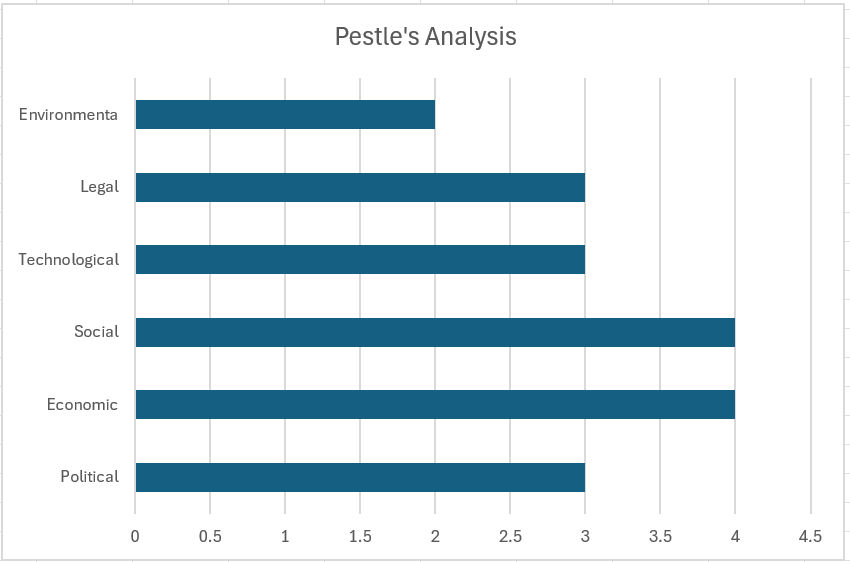 Pestle's Analysis
Environmenta
Legal
Technological
Social
Economic
Political
0 0.5 1 1.5 2 2.5 3 3.5 4 4.5